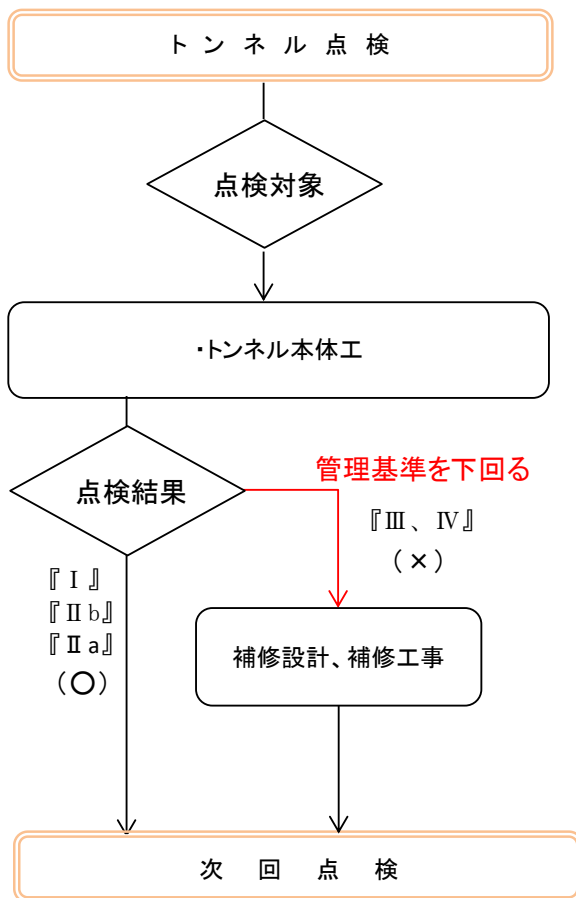 トンネル点検
点検対象
・トンネル本体工
点検結果
管理基準を下回る
『Ⅲ、Ⅳ』
（×）
『Ⅰ』
『Ⅱb』
『Ⅱa』
（○）
補修設計、補修工事
次回点検